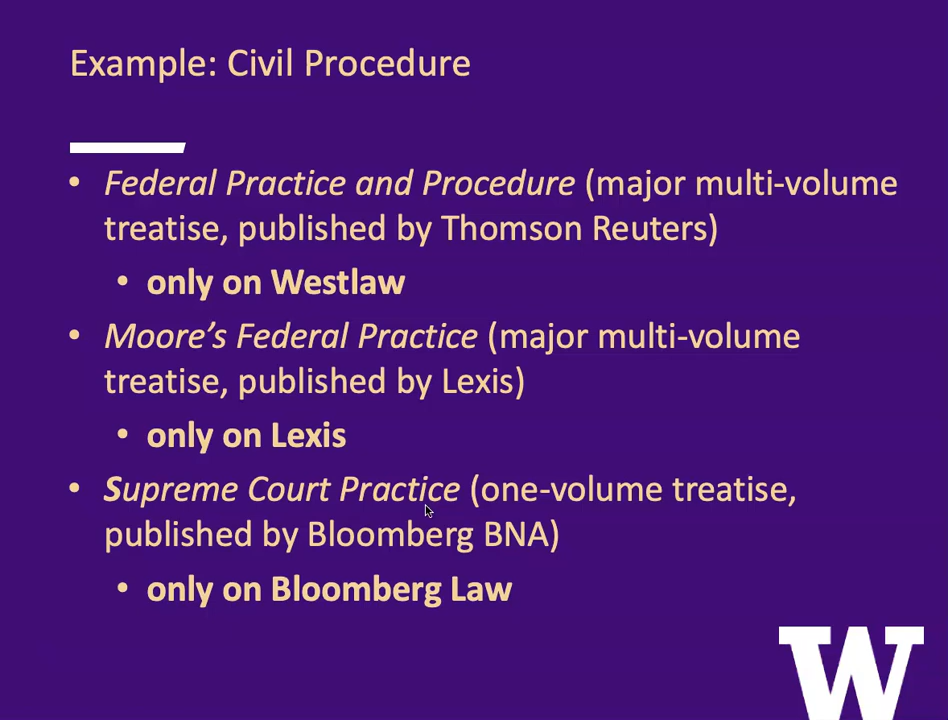 Example: Civil Procedure
• Federal Practice and Procedure (major multi-volume
treatise, published by Thomson Reuters)
• only on Westlaw
• Moore’s Federal Practice (major multi-volume
treatise, published by Lexis)
• only on Lexis
• Supreme Court Practice (one-volume treatise,
published by Bloomberg BNA)
• only on Bloomberg Law
W